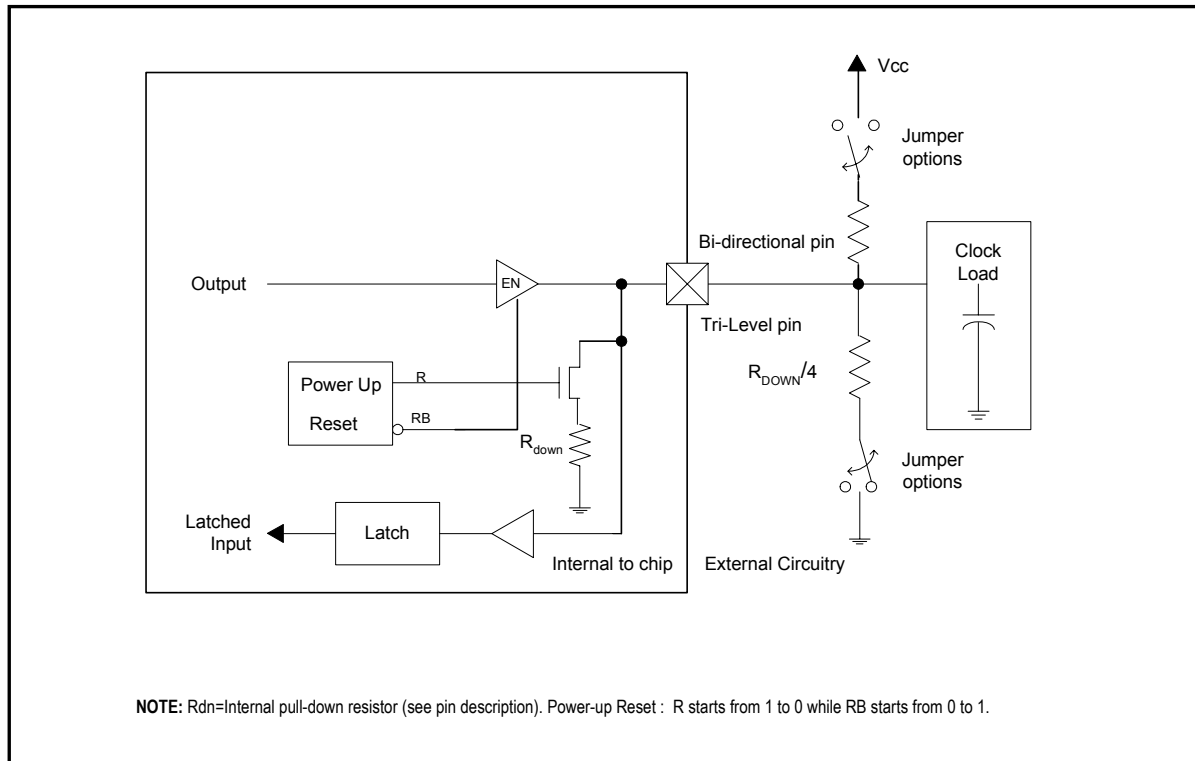 Vcc
Jumper
options
Bi-directional pin
Clock
Load
Output
EN
Tri-Level pin
R
Power Up
Reset
RB
R_DOWN/4
R_down
Jumper
options
Latched
Input
Latch
Internal to chip
External Circuitry
NOTE: Rdn=Internal pull-down resistor (see pin description). Power-up Reset : R starts from 1 to 0 while RB starts from 0 to 1.